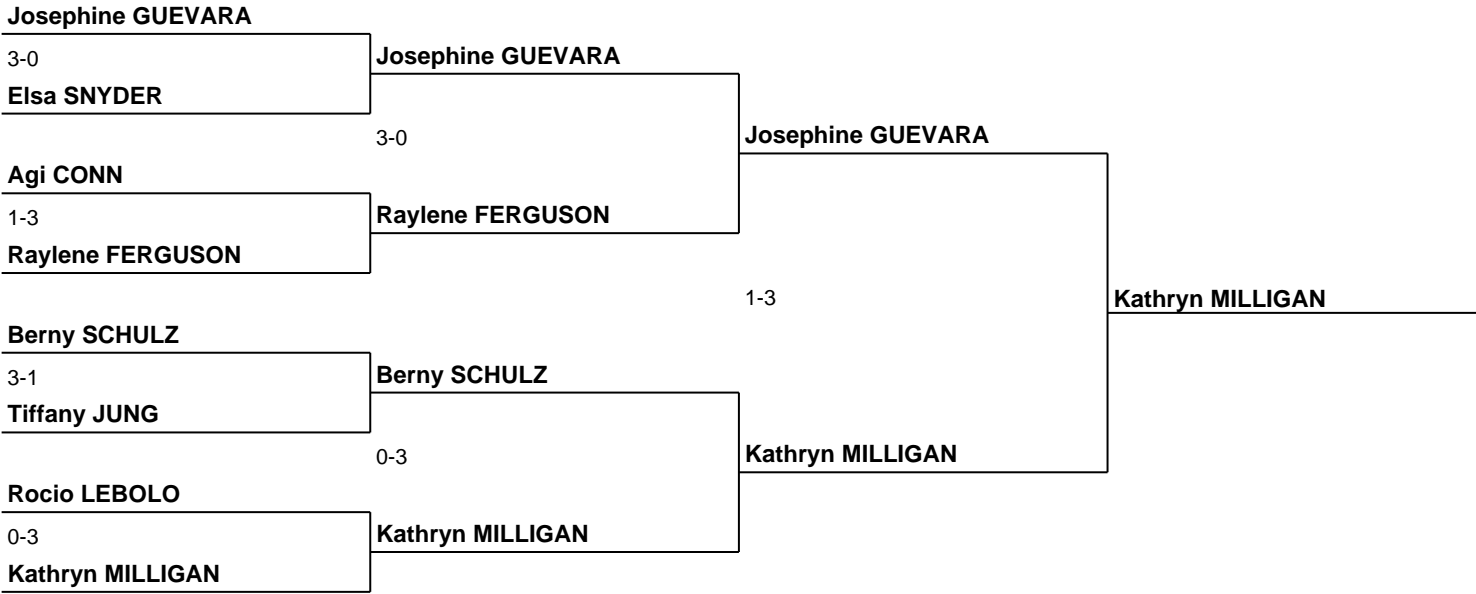 Josephine GUEVARA
3-0
Elsa SNYDER
Agi CONN
1-3
Raylene FERGUSON
Berny SCHULZ
3-1
Tiffany JUNG
Rocio LEBOLO
0-3
Kathryn MILLIGAN
Josephine GUEVARA
3-0
Raylene FERGUSON
Berny SCHULZ
0-3
Kathryn MILLIGAN
Josephine GUEVARA
1-3
Kathryn MILLIGAN
Kathryn MILLIGAN